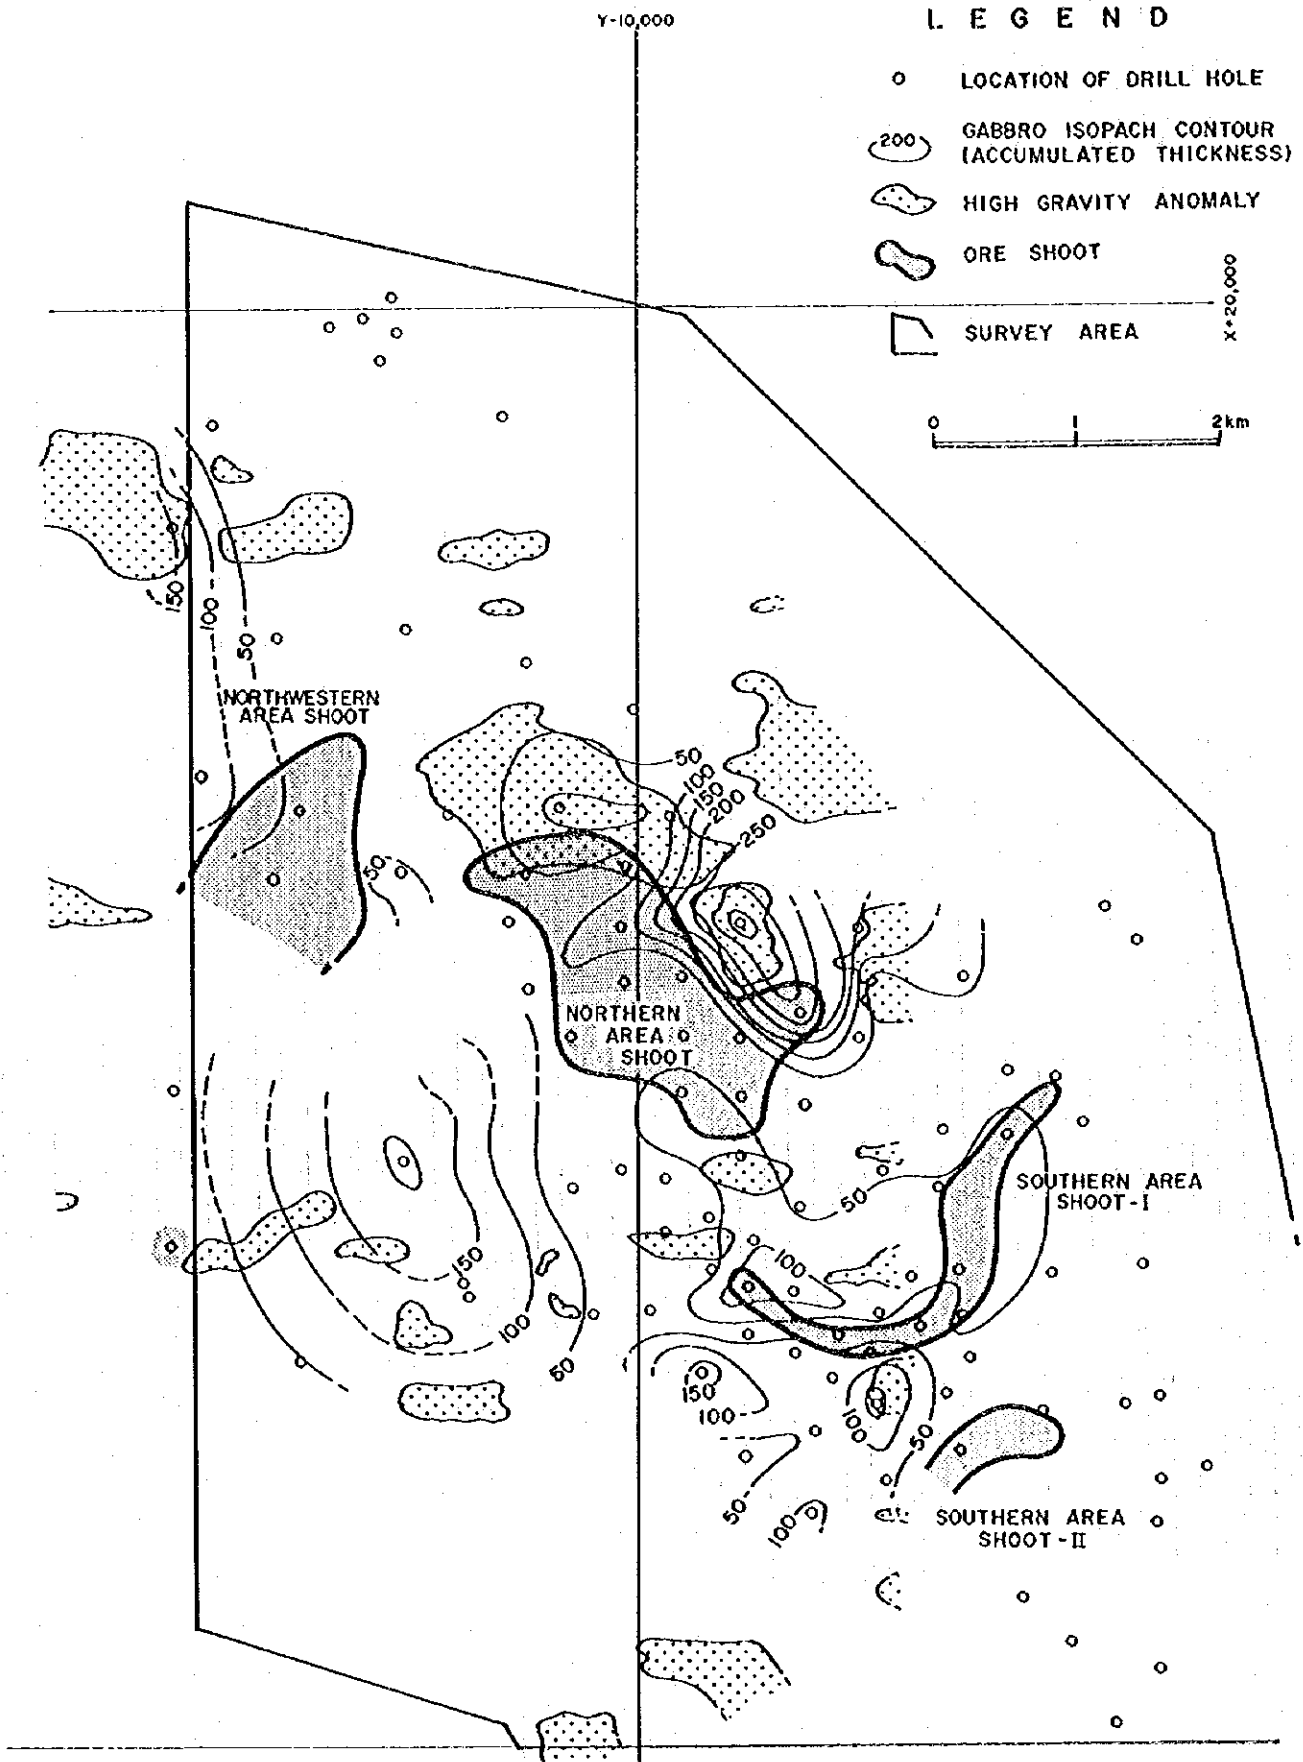 Y-10,000
LEGEND
LOCATION OF DRILL HOLE
200
GABBRO ISOPACH CONTOUR
(ACCUMULATED THICKNESS)
HIGH GRAVITY ANOMALY
ORE SHOOT
X+20,000
SURVEY AREA
0 1 2km
150
100
50
NORTHWESTERN
AREA SHOOT
50
100
150
200
250
50
NORTHERN
AREA
SHOOT
SOUTHERN AREA
SHOOT-I
50
100
150
100
50
150
100
100
50
50
100
SOUTHERN AREA
SHOOT-II